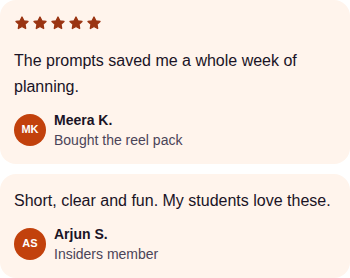 The prompts saved me a whole week of
planning.
MK
Meera K.
Bought the reel pack
Short, clear and fun. My students love these.
AS
Arjun S.
Insiders member